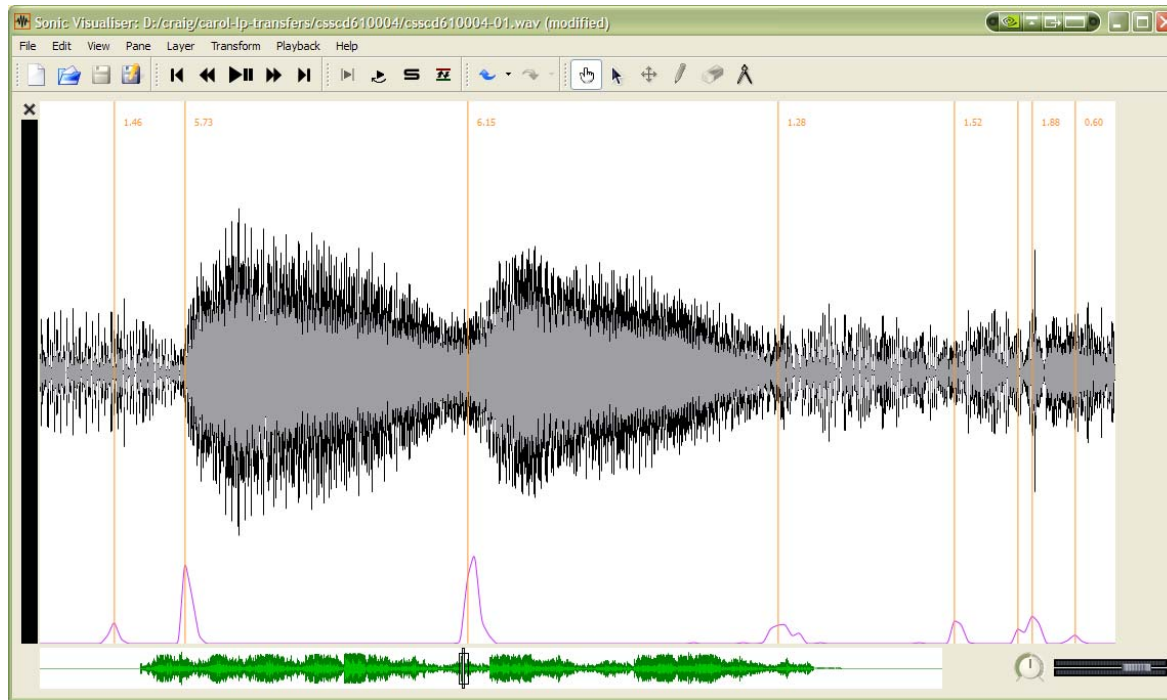 Sonic Visualiser: D:/craig/carol-lp-transfers/csscd610004/csscd610004-01.wav (modified)
File Edit View Pane Layer Transform Playback Help
1.46 5.73 6.15 1.28 1.52 1.88 0.60